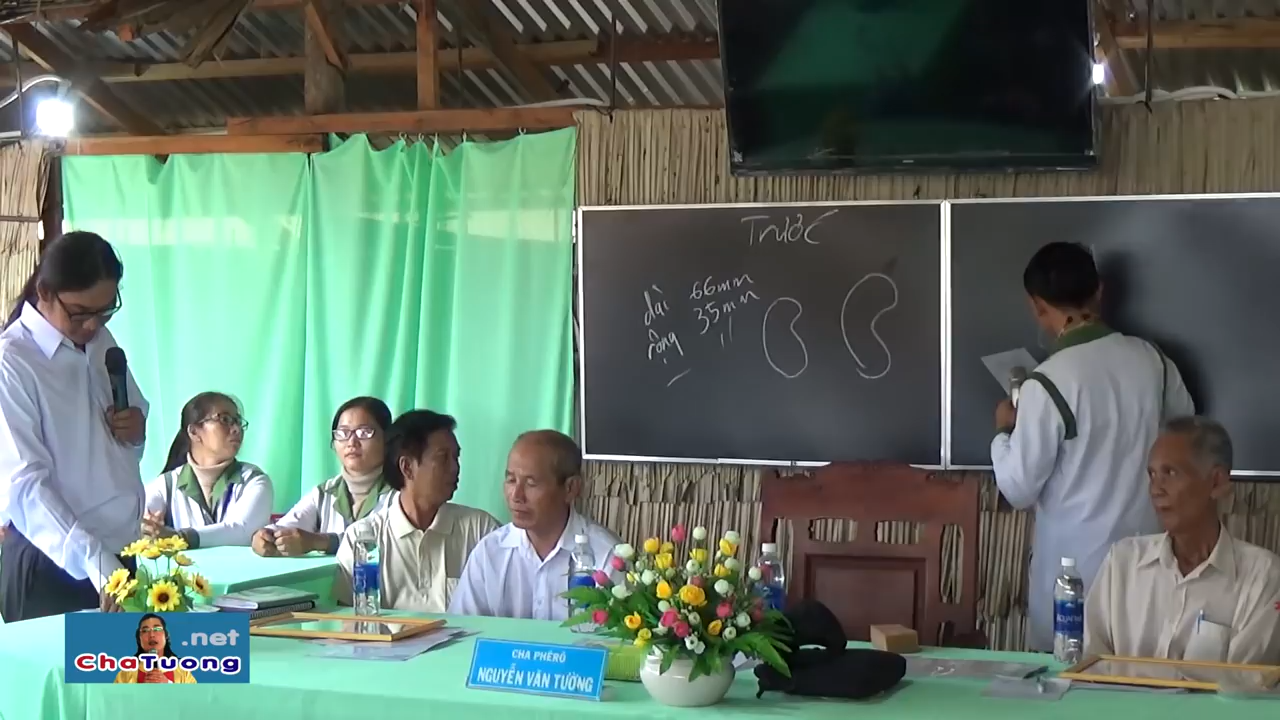 Trước
dài 66mm
rộng 35mm
"
.net
ChaTuong
CHA PHÊRÔ
NGUYỄN VĂN TƯỜNG